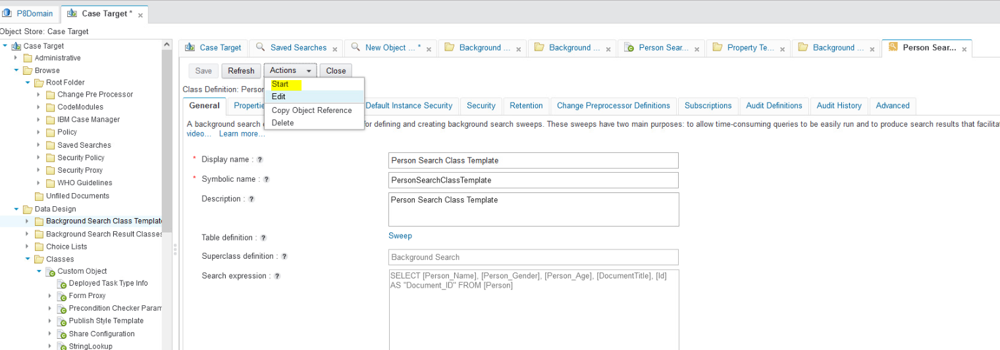 P8Domain Case Target *
Object Store: Case Target
Case Target
Administrative
Browse
Root Folder
Change Pre Processor
CodeModules
IBM Case Manager
Policy
Saved Searches
Security Policy
Security Proxy
WHO Guidelines
Unfiled Documents
Data Design
Background Search Class Template
Background Search Result Classes
Choice Lists
Classes
Custom Object
Deployed Task Type Info
Form Proxy
Precondition Checker Param
Publish Style Template
Share Configuration
StringLookup
Case Target Saved Searches New Object ... * Background ... Background ... Person Sear... Property Te... Background ... Person Sear...
Save Refresh Actions Close
Start
Edit
Copy Object Reference
Delete
Class Definition: Person
General Properti Default Instance Security Security Retention Change Preprocessor Definitions Subscriptions Audit Definitions Audit History Advanced
A background search for defining and creating background search sweeps. These sweeps have two main purposes: to allow time-consuming queries to be easily run and to produce search results that facilita
video... Learn more...
* Display name : ? Person Search Class Template
* Symbolic name : ? PersonSearchClassTemplate
Description : ? Person Search Class Template
Table definition : ? Sweep
Superclass definition : ? Background Search
Search expression : ? SELECT [Person_Name], [Person_Gender], [Person_Age], [DocumentTitle], [Id]
AS "Document_ID" FROM [Person]